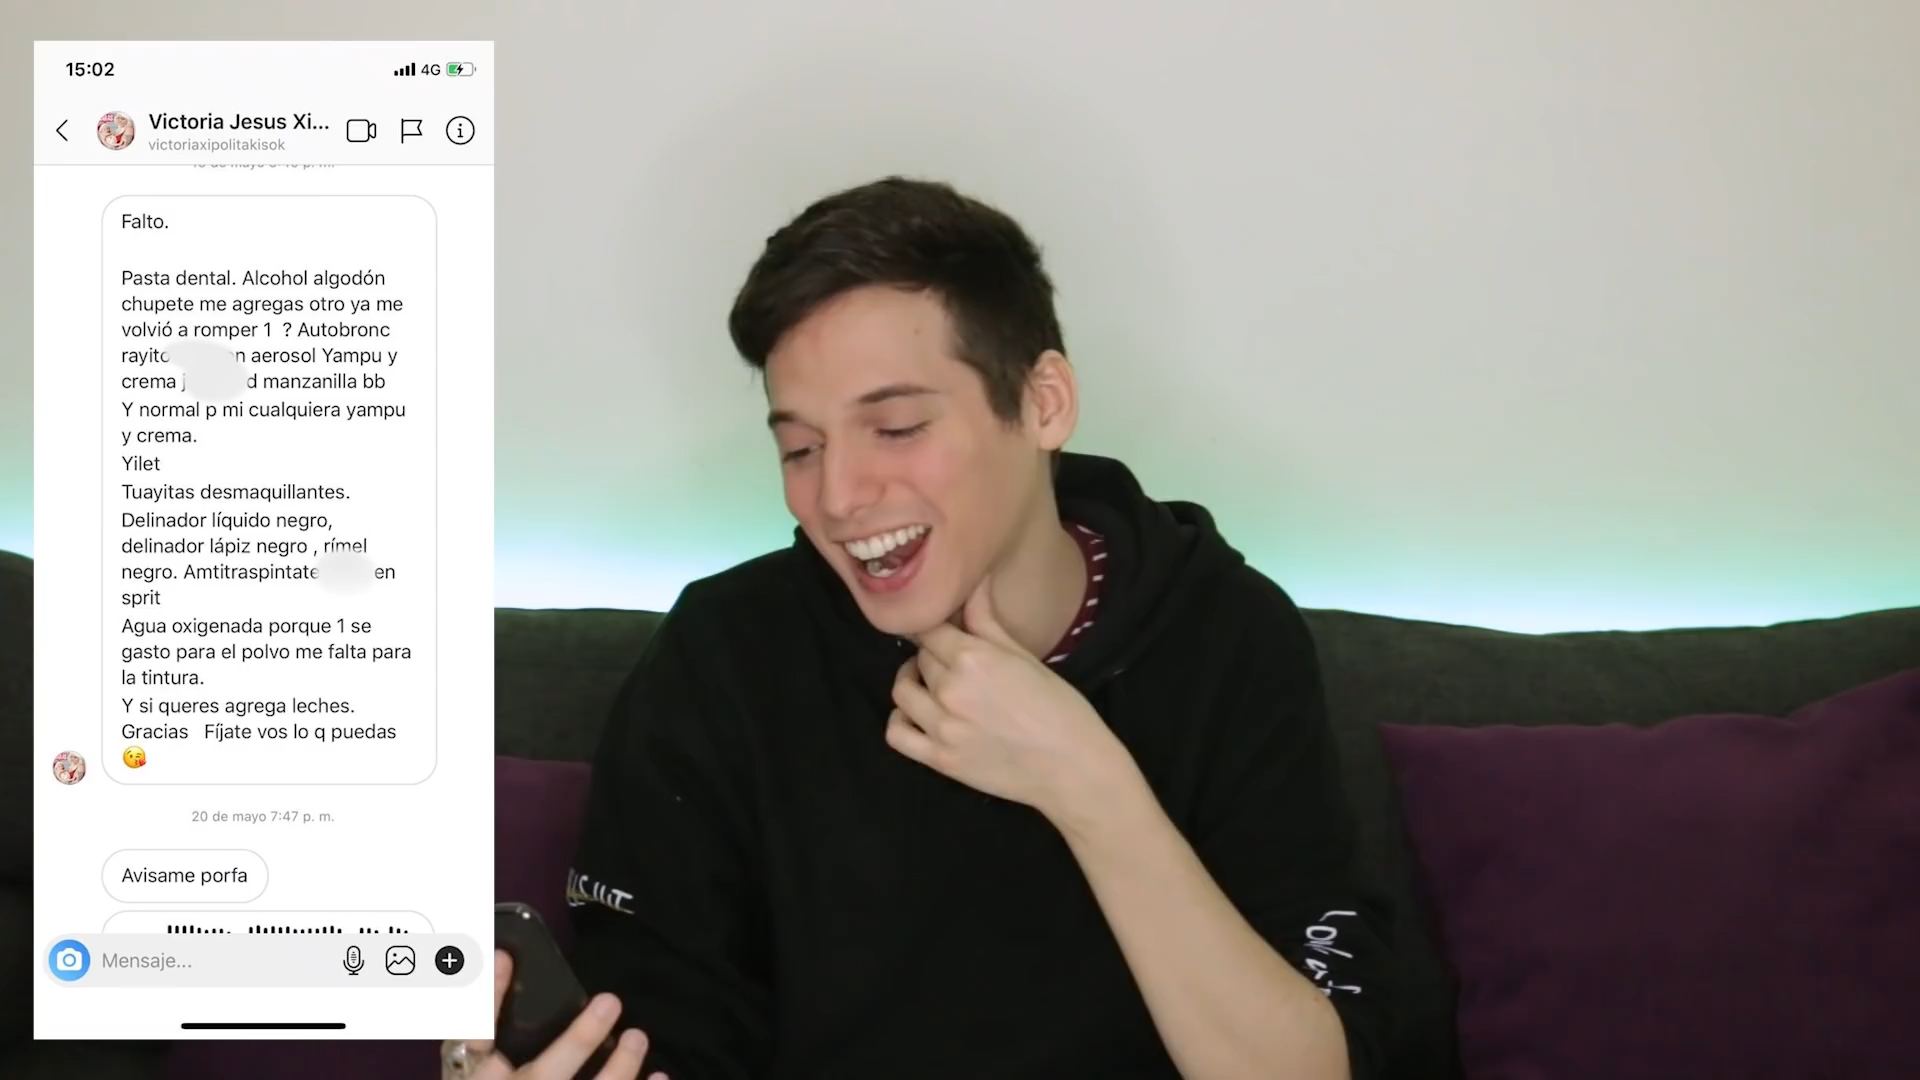 15:02
4G
Victoria Jesus Xi...
victoriaxipolitakisok
Falto.
Pasta dental. Alcohol algodón
chupete me agregas otro ya me
volvió a romper 1 ? Autobronc
aerosol Yampu y
crema manzanilla bb
Y normal p mi cualquiera yampu
y crema.
Yilet
Tuayitas desmaquillantes.
Delinador líquido negro,
delinador lápiz negro , rímel
negro. Amtitraspintate en
sprit
Agua oxigenada porque 1 se
gasto para el polvo me falta para
la tintura.
Y si queres agrega leches.
Gracias Fíjate vos lo q puedas
20 de mayo 7:47 p. m.
Avisame porfa
Mensaje...